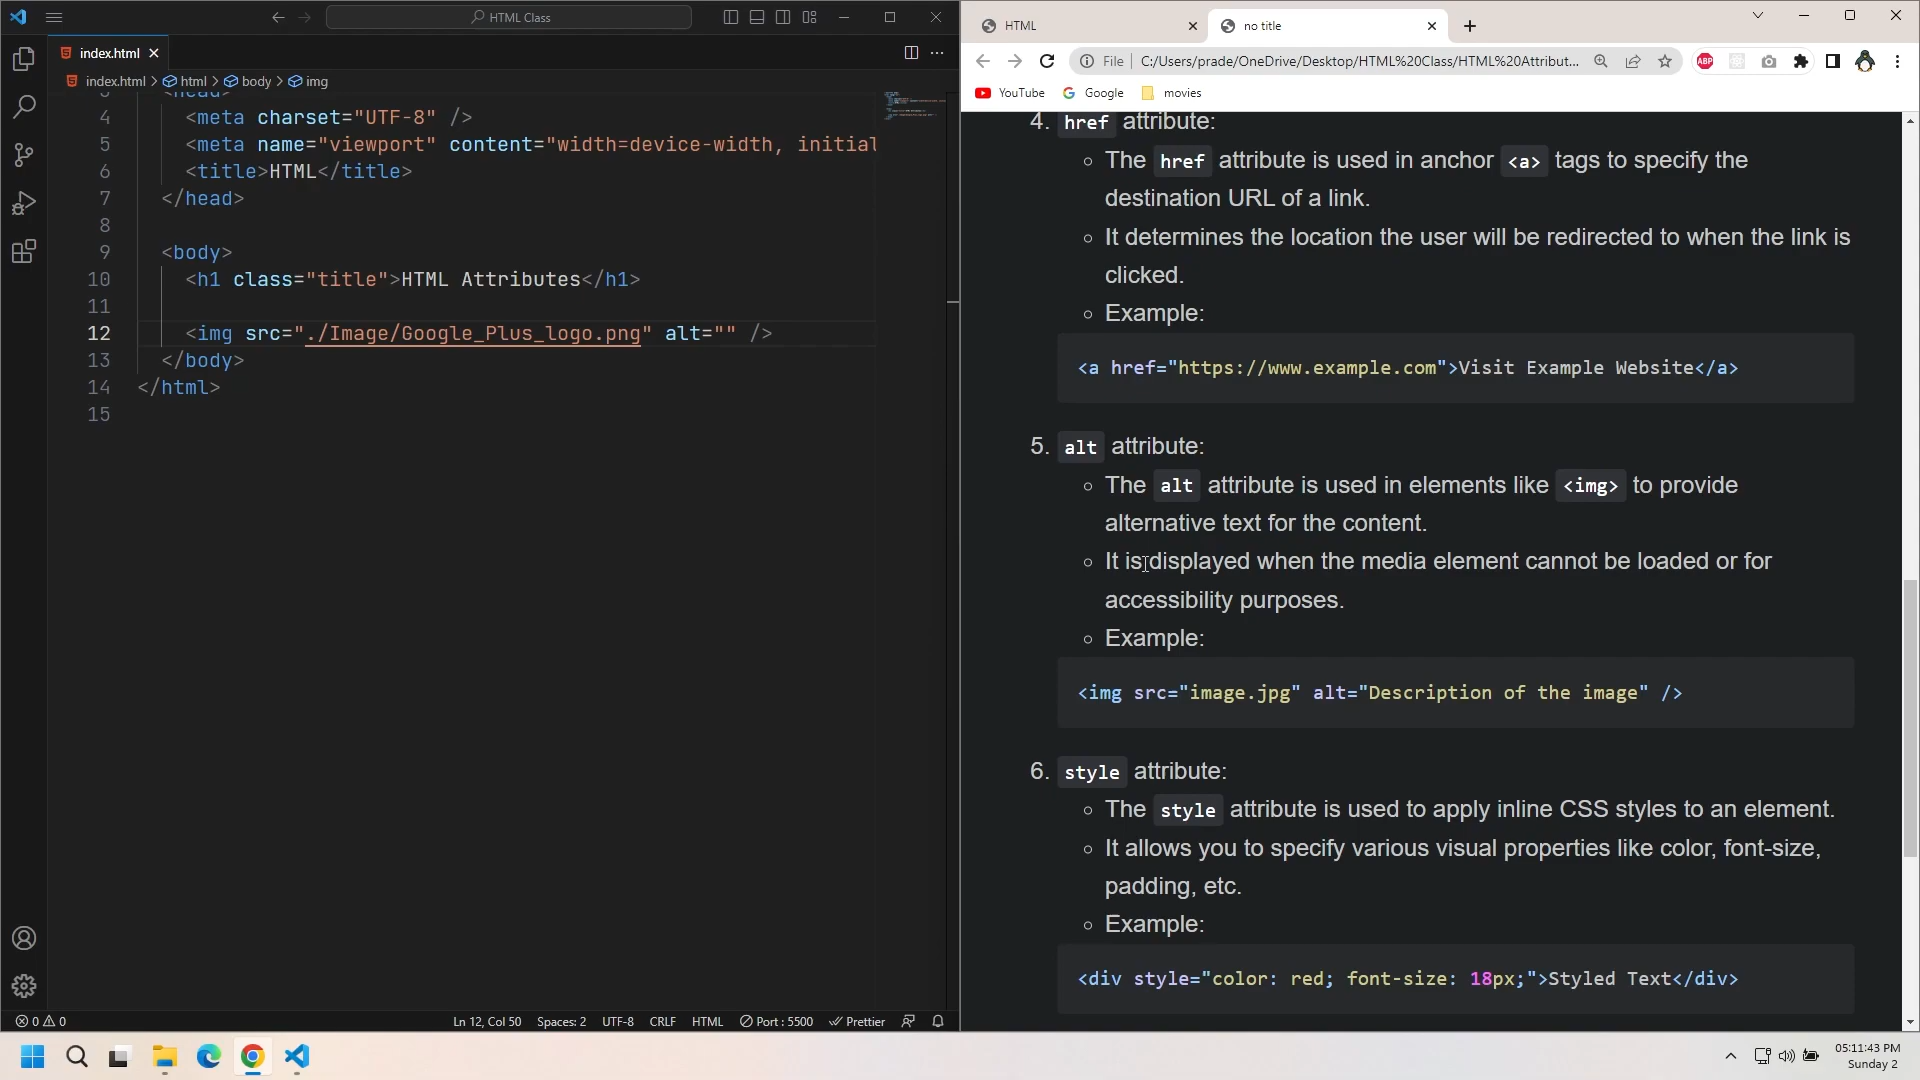 HTML Class
index.html
index.html > html > body > img
4 <meta charset="UTF-8" />
5 <meta name="viewport" content="width=device-width, initial
6 <title>HTML</title>
7 </head>
8
9 <body>
10 <h1 class="title">HTML Attributes</h1>
11
12 <img src="./Image/Google_Plus_logo.png" alt="" />
13 </body>
14 </html>
15
0 0
Ln 12, Col 50 Spaces: 2 UTF-8 CRLF HTML Port : 5500 Prettier
HTML
no title
File C:/Users/prade/OneDrive/Desktop/HTML%20Class/HTML%20Attribut...
ABP
YouTube Google movies
4. href attribute:
The href attribute is used in anchor <a> tags to specify the
destination URL of a link.
It determines the location the user will be redirected to when the link is
clicked.
Example:
<a href="https://www.example.com">Visit Example Website</a>
5. alt attribute:
The alt attribute is used in elements like <img> to provide
alternative text for the content.
It is displayed when the media element cannot be loaded or for
accessibility purposes.
Example:
<img src="image.jpg" alt="Description of the image" />
6. style attribute:
The style attribute is used to apply inline CSS styles to an element.
It allows you to specify various visual properties like color, font-size,
padding, etc.
Example:
<div style="color: red; font-size: 18px;">Styled Text</div>
05:11:43 PM
Sunday 2